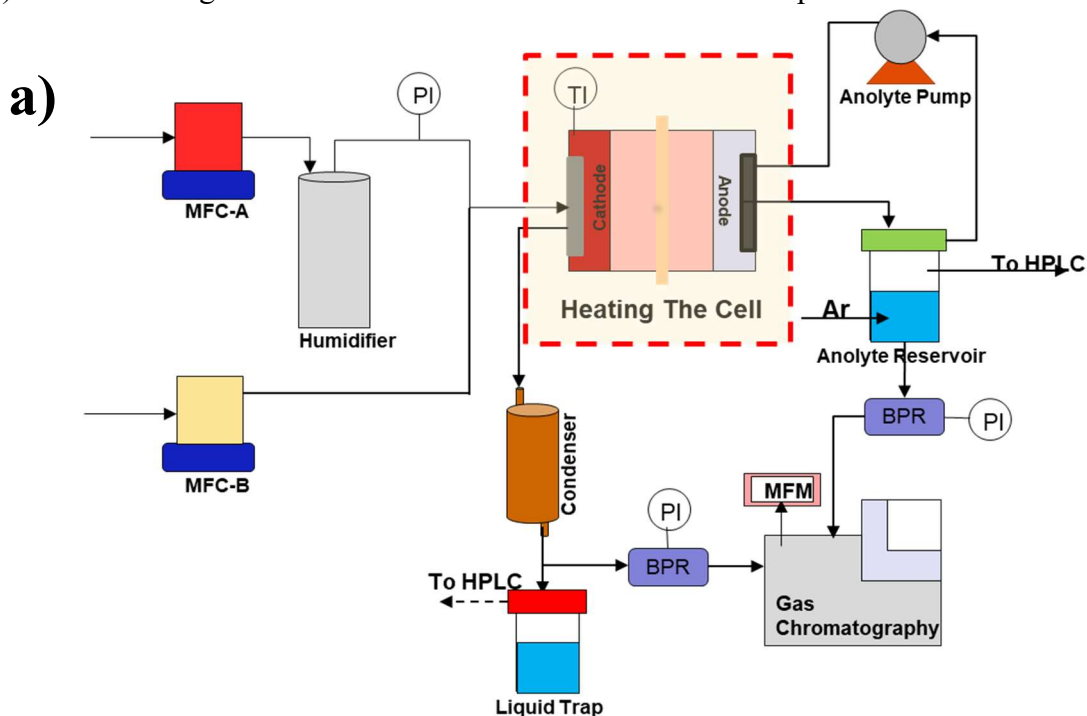 a)
PI
TI
Anolyte Pump
MFC-A
Cathode
Anode
To HPLC
Heating The Cell
Ar
Humidifier
Anolyte Reservoir
BPR
PI
MFC-B
Condenser
MFM
PI
BPR
To HPLC
Gas
Chromatography
Liquid Trap